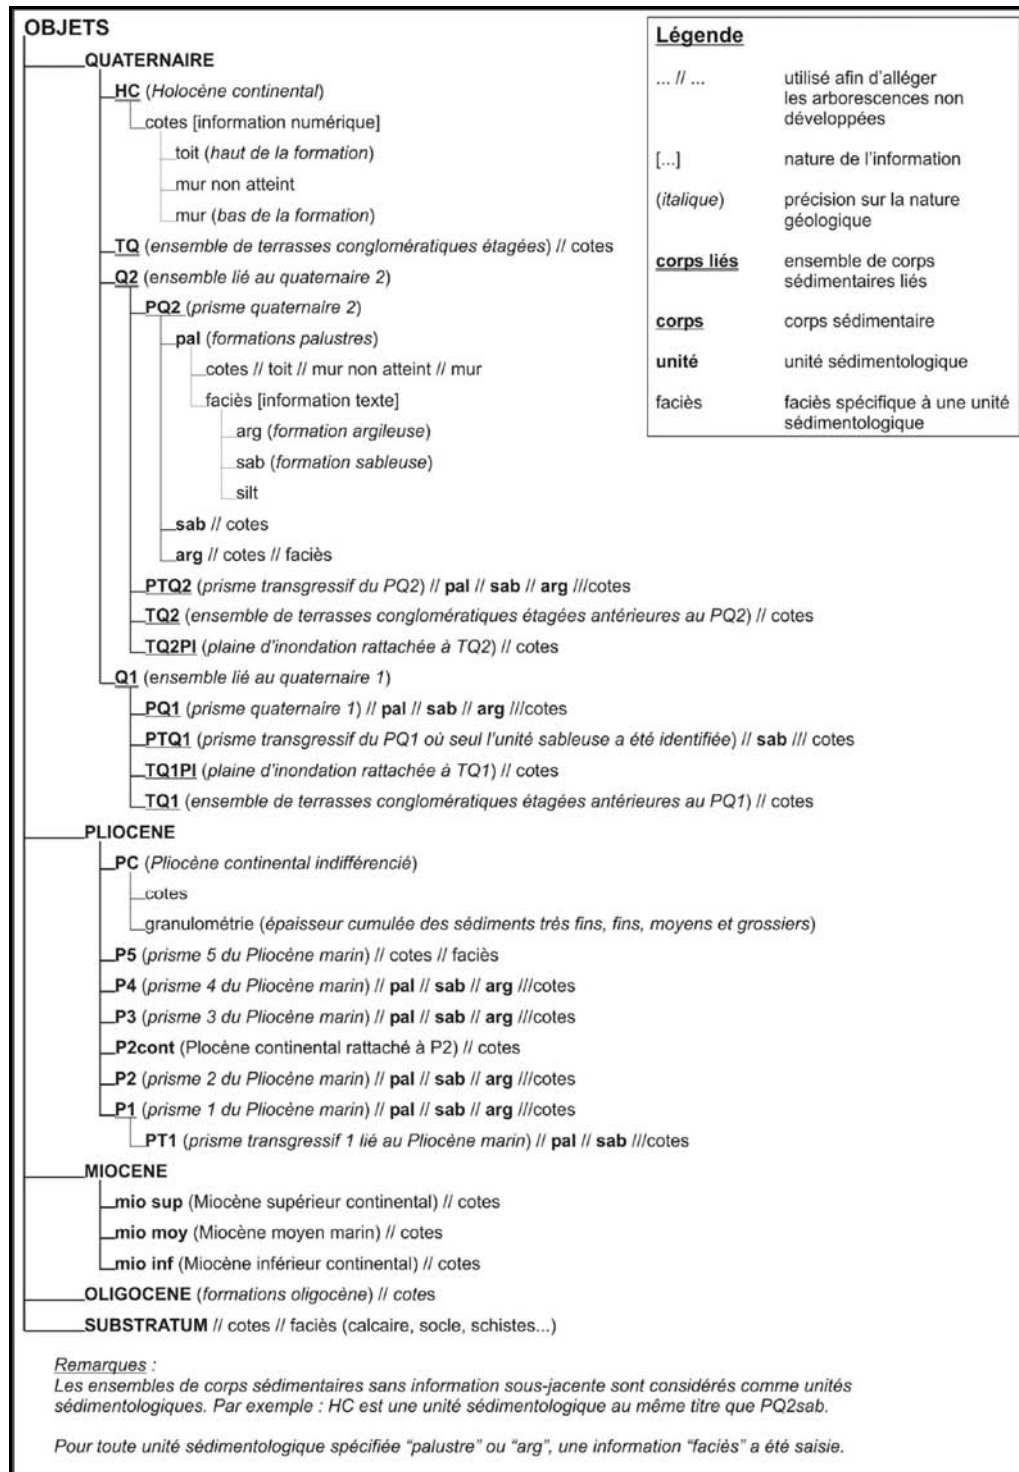 OBJETS
QUATERNAIRE
HC (Holocène continental)
cotes [information numérique]
toit (haut de la formation)
mur non atteint
mur (bas de la formation)
TQ (ensemble de terrasses conglomératiques étagées) // cotes
Q2 (ensemble lié au quaternaire 2)
PQ2 (prisme quaternaire 2)
pal (formations palustres)
cotes // toit // mur non atteint // mur
faciès [information texte]
arg (formation argileuse)
sab (formation sableuse)
silt
sab // cotes
arg // cotes // faciès
PTQ2 (prisme transgressif du PQ2) // pal // sab // arg ///cotes
TQ2 (ensemble de terrasses conglomératiques étagées antérieures au PQ2) // cotes
TQ2PI (plaine d'inondation rattachée à TQ2) // cotes
Q1 (ensemble lié au quaternaire 1)
PQ1 (prisme quaternaire 1) // pal // sab // arg ///cotes
PTQ1 (prisme transgressif du PQ1 où seul l'unité sableuse a été identifiée) // sab /// cotes
TQ1PI (plaine d'inondation rattachée à TQ1) // cotes
TQ1 (ensemble de terrasses conglomératiques étagées antérieures au PQ1) // cotes
PLIOCENE
PC (Pliocène continental indifférencié)
cotes
granulométrie (épaisseur cumulée des sédiments très fins, fins, moyens et grossiers)
P5 (prisme 5 du Pliocène marin) // cotes // faciès
P4 (prisme 4 du Pliocène marin) // pal // sab // arg ///cotes
P3 (prisme 3 du Pliocène marin) // pal // sab // arg ///cotes
P2cont (Plocène continental rattaché à P2) // cotes
P2 (prisme 2 du Pliocène marin) // pal // sab // arg ///cotes
P1 (prisme 1 du Pliocène marin) // pal // sab // arg ///cotes
PT1 (prisme transgressif 1 lié au Pliocène marin) // pal // sab ///cotes
MIOCENE
mio sup (Miocène supérieur continental) // cotes
mio moy (Miocène moyen marin) // cotes
mio inf (Miocène inférieur continental) // cotes
OLIGOCENE (formations oligocène) // cotes
SUBSTRATUM // cotes // faciès (calcaire, socle, schistes...)
Légende
... // ... utilisé afin d'alléger
les arborescences non
développées
[...] nature de l'information
(italique) précision sur la nature
géologique
corps liés ensemble de corps
sédimentaires liés
corps corps sédimentaire
unité unité sédimentologique
faciès faciès spécifique à une unité
sédimentologique
Remarques :
Les ensembles de corps sédimentaires sans information sous-jacente sont considérés comme unités
sédimentologiques. Par exemple : HC est une unité sédimentologique au même titre que PQ2sab.
Pour toute unité sédimentologique spécifiée "palustre" ou "arg", une information "faciès" a été saisie.